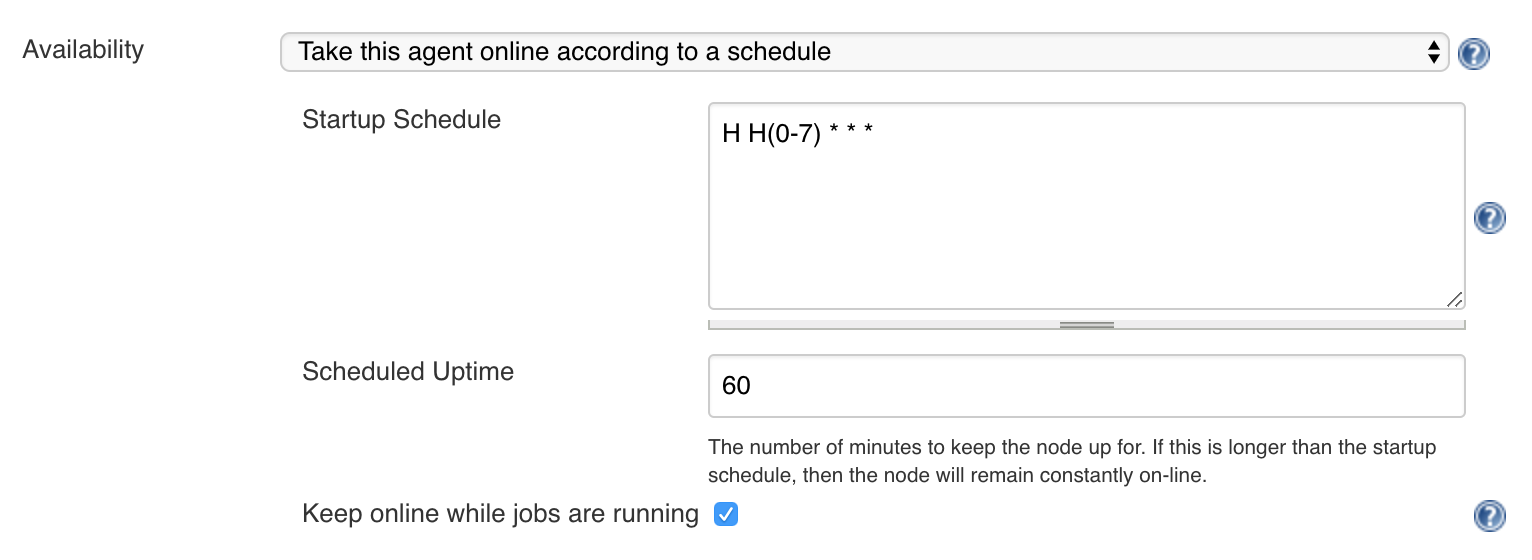 Availability
Take this agent online according to a schedule
Startup Schedule
H H(0-7) * * *
Scheduled Uptime
60
The number of minutes to keep the node up for. If this is longer than the startup
schedule, then the node will remain constantly on-line.
Keep online while jobs are running